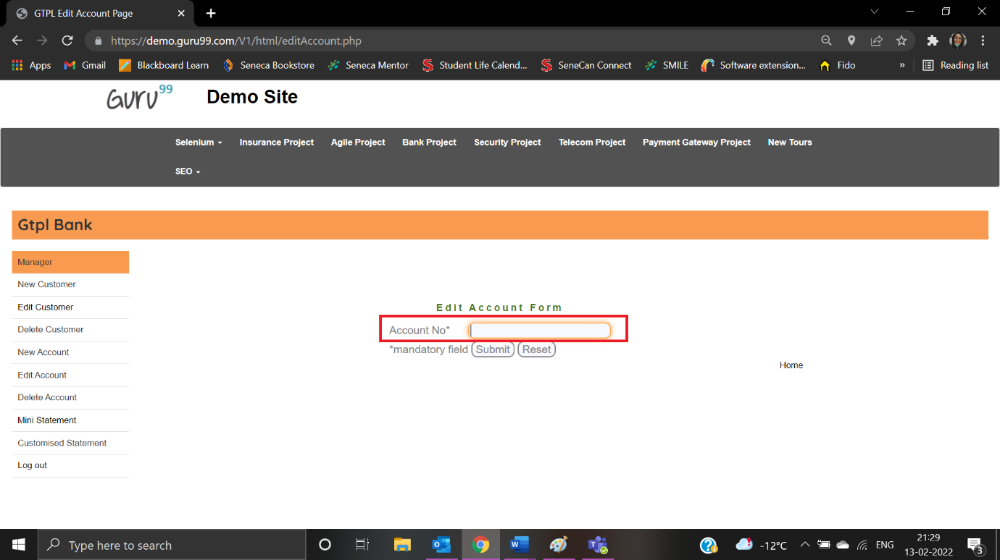 GTPL Edit Account Page
https://demo.guru99.com/V1/html/editAccount.php
Apps Gmail Blackboard Learn Seneca Bookstore Seneca Mentor Student Life Calend... SeneCan Connect SMILE Software extension... Fido » Reading list
Guru99 Demo Site
Selenium Insurance Project Agile Project Bank Project Security Project Telecom Project Payment Gateway Project New Tours
SEO
Gtpl Bank
Manager
New Customer
Edit Customer
Delete Customer
New Account
Edit Account
Delete Account
Mini Statement
Customised Statement
Log out
Edit Account Form
Account No*
*mandatory field Submit Reset
Home
Type here to search
-12°C
ENG
21:29
13-02-2022
3